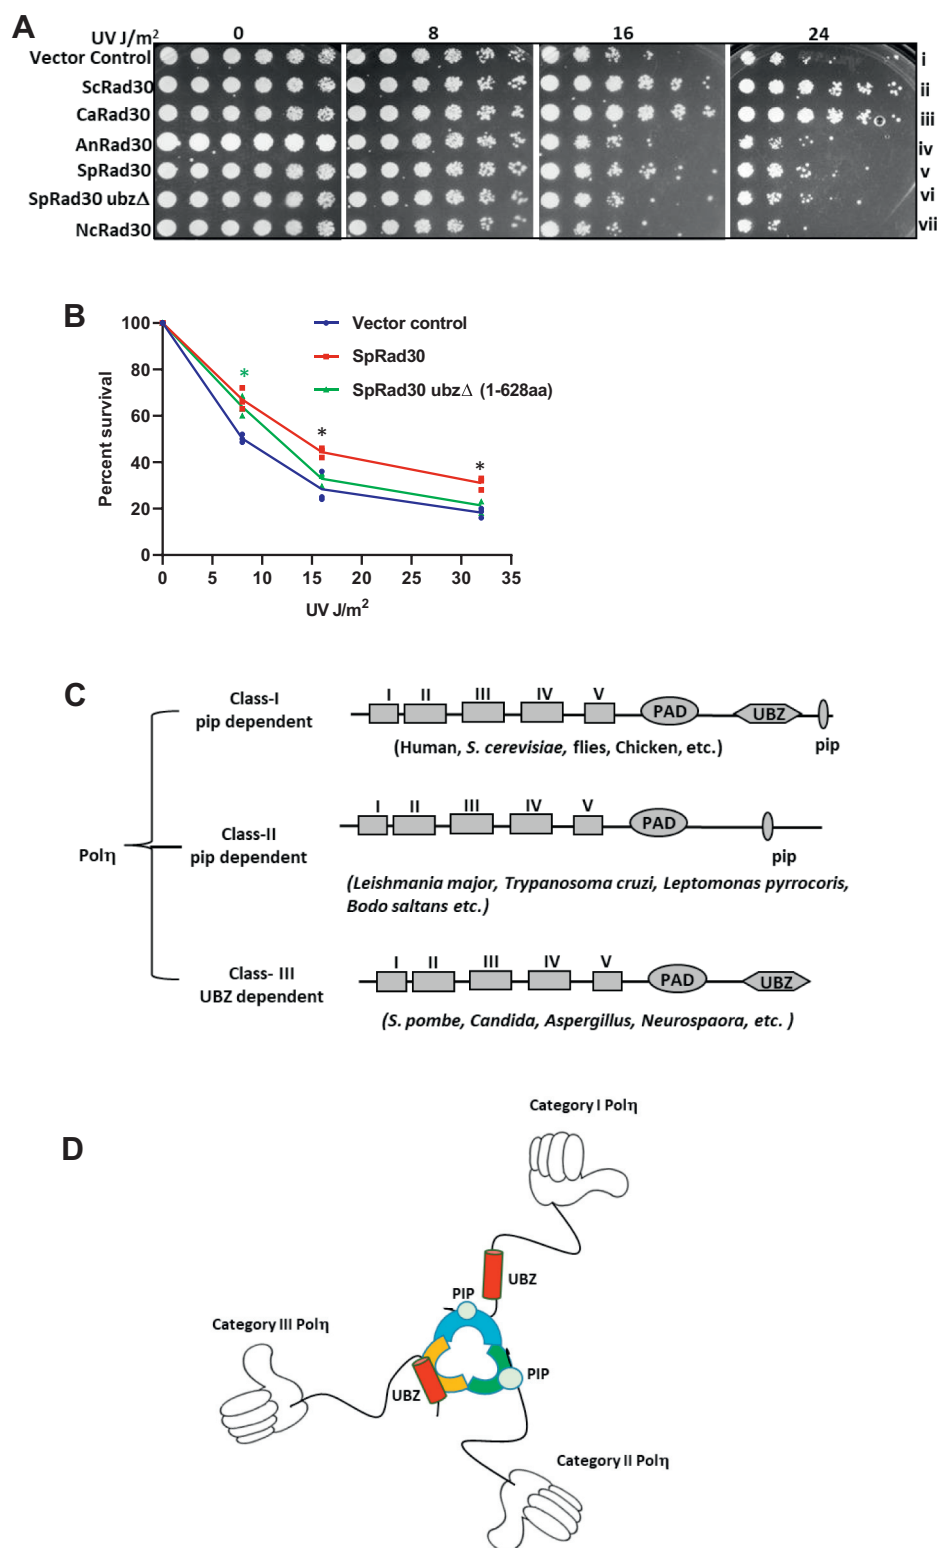 A
UV J/m2 0 8 16 24
Vector Control i
ScRad30 ii
CaRad30 iii
AnRad30 iv
SpRad30 v
SpRad30 ubzΔ vi
NcRad30 vii
B
Vector control
SpRad30
SpRad30 ubzΔ (1-628aa)
100
80
60
40
20
0
Percent survival
* * *
0 5 10 15 20 25 30 35
UV J/m2
C
Polη
Class-I
pip dependent
I II III IV V PAD UBZ
pip
(Human, S. cerevisiae, flies, Chicken, etc.)
Class-II
pip dependent
I II III IV V PAD
pip
(Leishmania major, Trypanosoma cruzi, Leptomonas pyrrocoris,
Bodo saltans etc.)
Class- III
UBZ dependent
I II III IV V PAD UBZ
(S. pombe, Candida, Aspergillus, Neurospaora, etc. )
D
Category I Polη
UBZ
PIP
Category III Polη
UBZ
PIP
Category II Polη